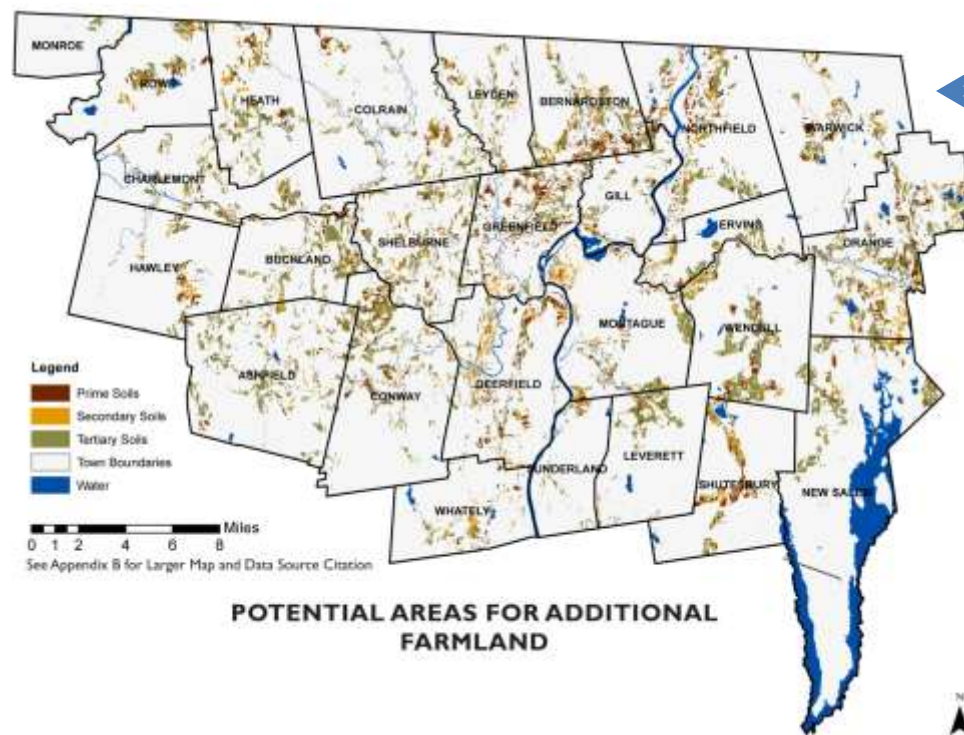 MONROE
ROWE
HEATH
COLRAIN
LEYDEN
BERNARDSTON
NORTHFIELD
WARWICK
CHARLEMONT
GILL
GREENFIELD
ERVING
ORANGE
SHELBURNE
BUCKLAND
HAWLEY
MONTAGUE
WENDELL
ASHFIELD
CONWAY
DEERFIELD
LEVERETT
SUNDERLAND
SHUTESBURY
NEW SALEM
WHATELY
Legend
Prime Soils
Secondary Soils
Tertiary Soils
Town Boundaries
Water
Miles
0 1 2 4 6 8
See Appendix B for Larger Map and Data Source Citation
POTENTIAL AREAS FOR ADDITIONAL
FARMLAND
N